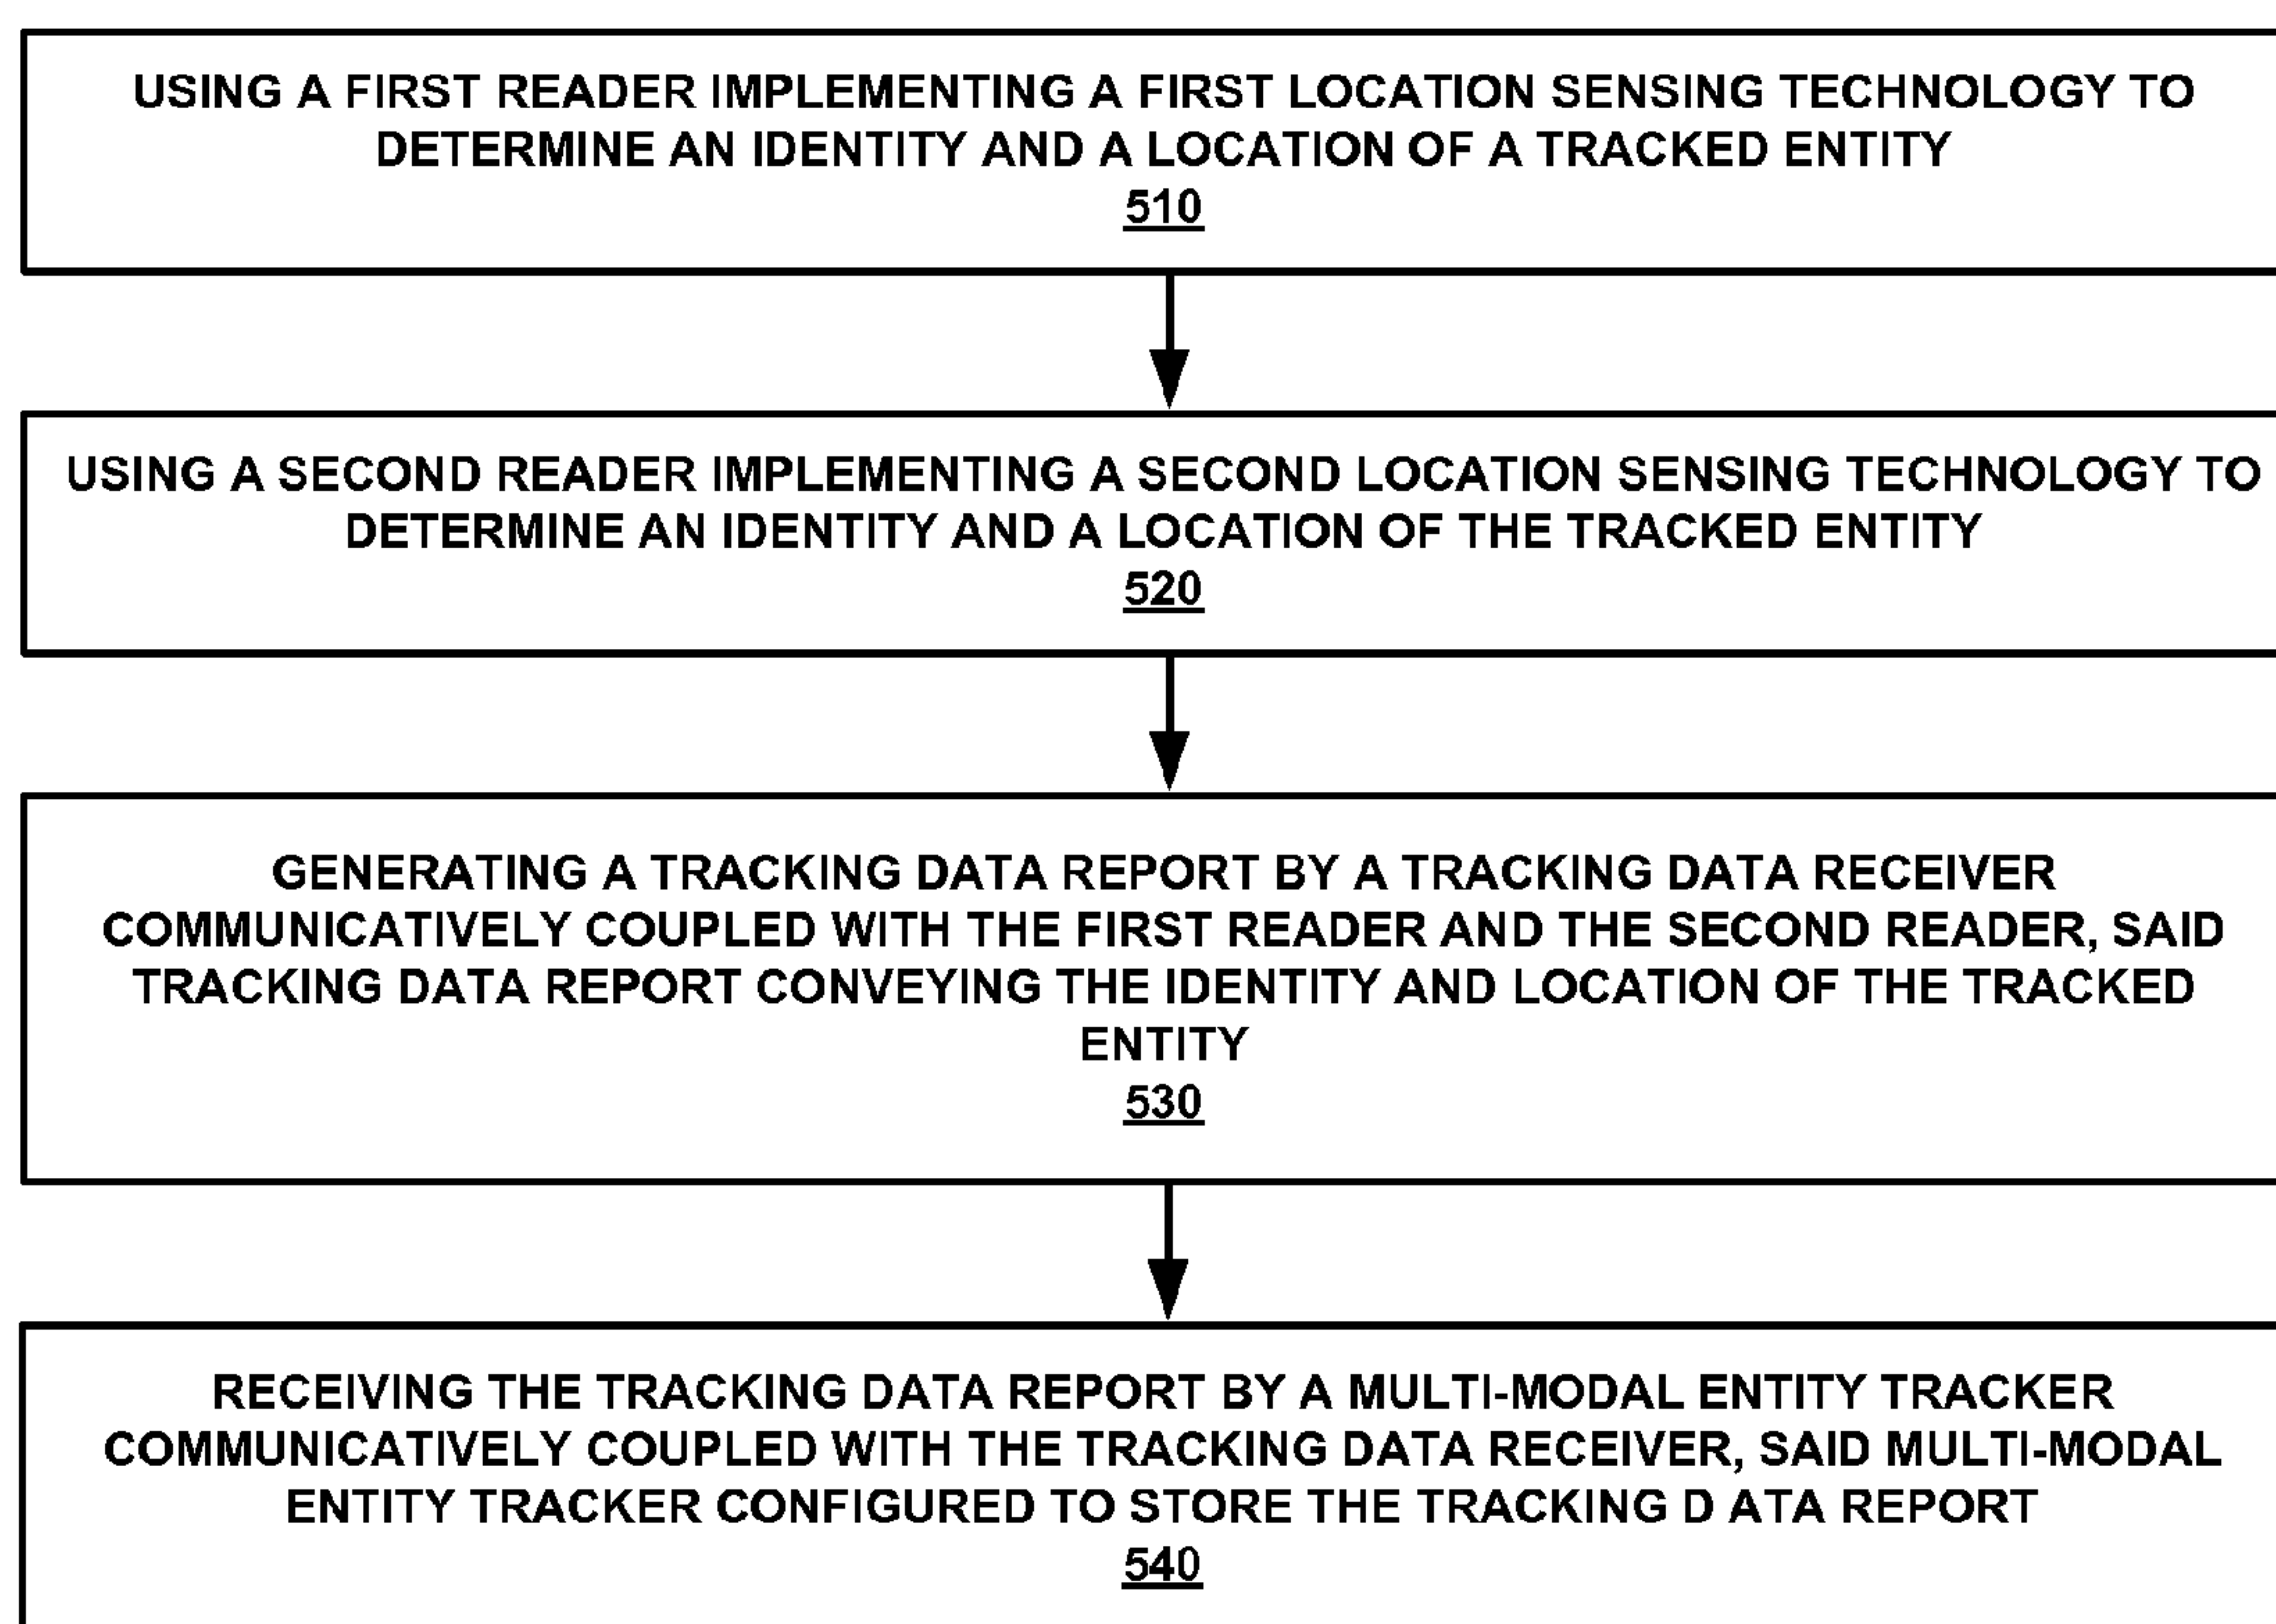 USING A FIRST READER IMPLEMENTING A FIRST LOCATION SENSING TECHNOLOGY TO
DETERMINE AN IDENTITY AND A LOCATION OF A TRACKED ENTITY
510
USING A SECOND READER IMPLEMENTING A SECOND LOCATION SENSING TECHNOLOGY TO
DETERMINE AN IDENTITY AND A LOCATION OF THE TRACKED ENTITY
520
GENERATING A TRACKING DATA REPORT BY A TRACKING DATA RECEIVER
COMMUNICATIVELY COUPLED WITH THE FIRST READER AND THE SECOND READER, SAID
TRACKING DATA REPORT CONVEYING THE IDENTITY AND LOCATION OF THE TRACKED
ENTITY
530
RECEIVING THE TRACKING DATA REPORT BY A MULTI-MODAL ENTITY TRACKER
COMMUNICATIVELY COUPLED WITH THE TRACKING DATA RECEIVER, SAID MULTI-MODAL
ENTITY TRACKER CONFIGURED TO STORE THE TRACKING D ATA REPORT
540